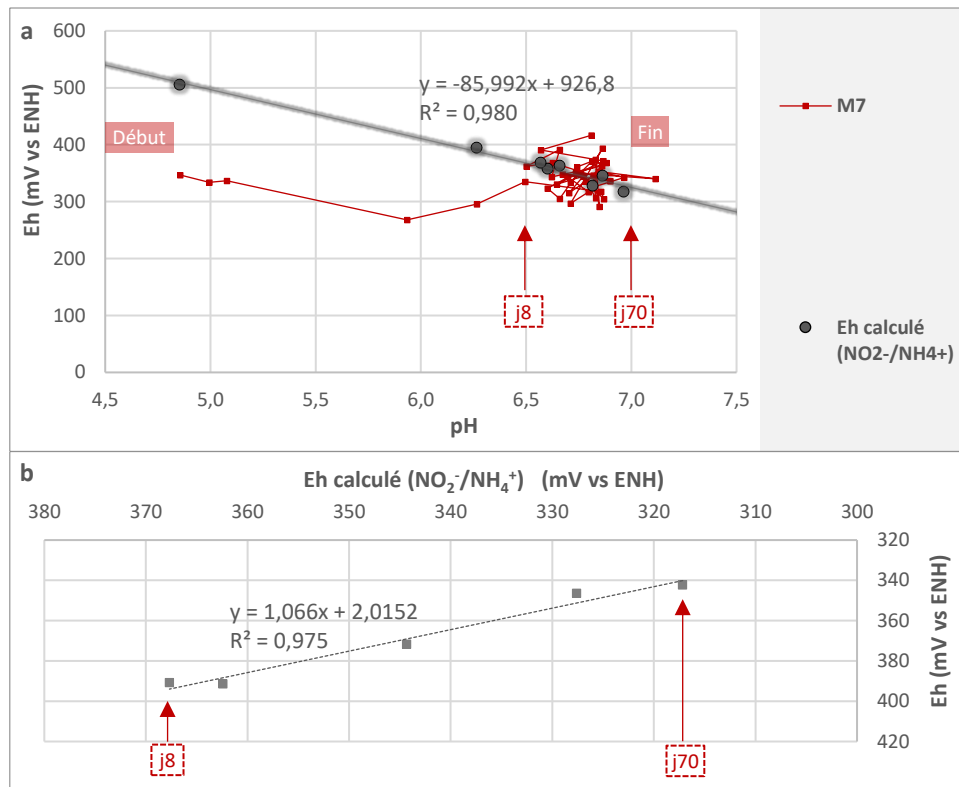 a
600
500
400
300
200
100
0
Eh (mV vs ENH)
4,5
5,0
5,5
6,0
6,5
7,0
7,5
pH
y = -85,992x + 926,8
R² = 0,980
Début
Fin
j8
j70
M7
Eh calculé
(NO2-/NH4+)
b
Eh calculé (NO₂⁻/NH₄⁺) (mV vs ENH)
380
370
360
350
340
330
320
310
300
320
340
360
380
400
420
Eh (mV vs ENH)
y = 1,066x + 2,0152
R² = 0,975
j8
j70